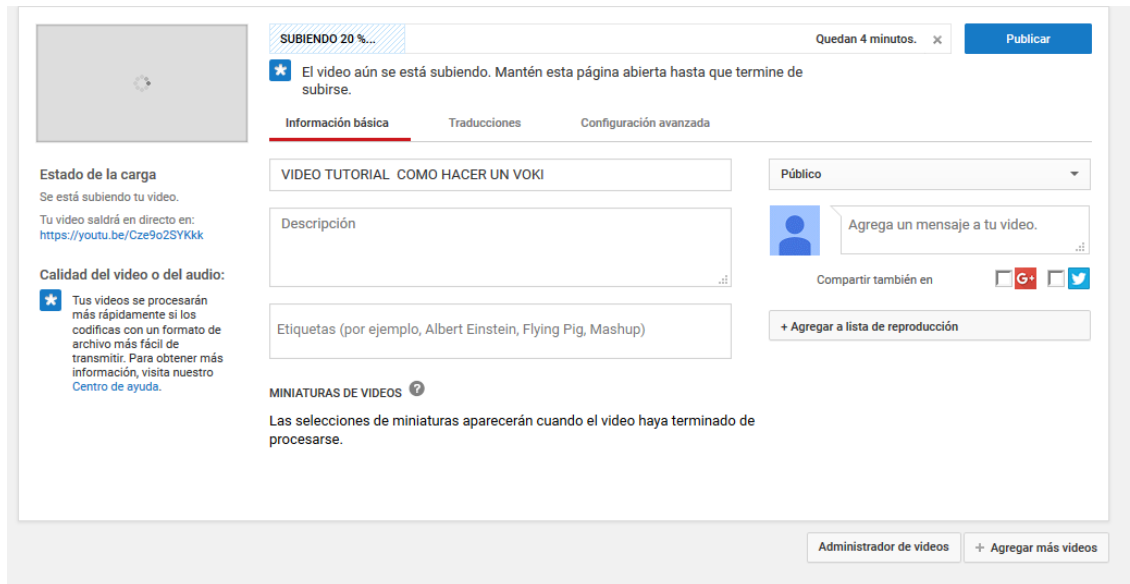 SUBIENDO 20 %...
Quedan 4 minutos.
Publicar
El video aún se está subiendo. Mantén esta página abierta hasta que termine de
subirse.
Información básica
Traducciones
Configuración avanzada
Estado de la carga
Se está subiendo tu video.
Tu video saldrá en directo en:
https://youtu.be/Cze9o2SYKkk
Calidad del video o del audio:
Tus videos se procesarán
más rápidamente si los
codificas con un formato de
archivo más fácil de
transmitir. Para obtener más
información, visita nuestro
Centro de ayuda.
VIDEO TUTORIAL  COMO HACER UN VOKI
Descripción
Etiquetas (por ejemplo, Albert Einstein, Flying Pig, Mashup)
MINIATURAS DE VIDEOS ?
Las selecciones de miniaturas aparecerán cuando el video haya terminado de
procesarse.
Público
Agrega un mensaje a tu video.
Compartir también en
G+
+ Agregar a lista de reproducción
Administrador de videos
+ Agregar más videos